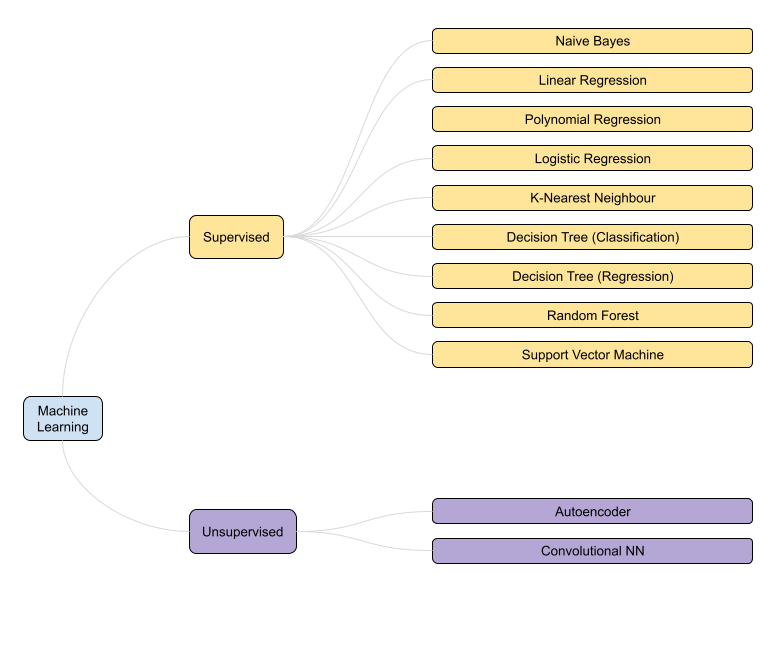 Naive Bayes
Linear Regression
Polynomial Regression
Logistic Regression
K-Nearest Neighbour
Supervised
Decision Tree (Classification)
Decision Tree (Regression)
Random Forest
Support Vector Machine
Machine
Learning
Autoencoder
Unsupervised
Convolutional NN